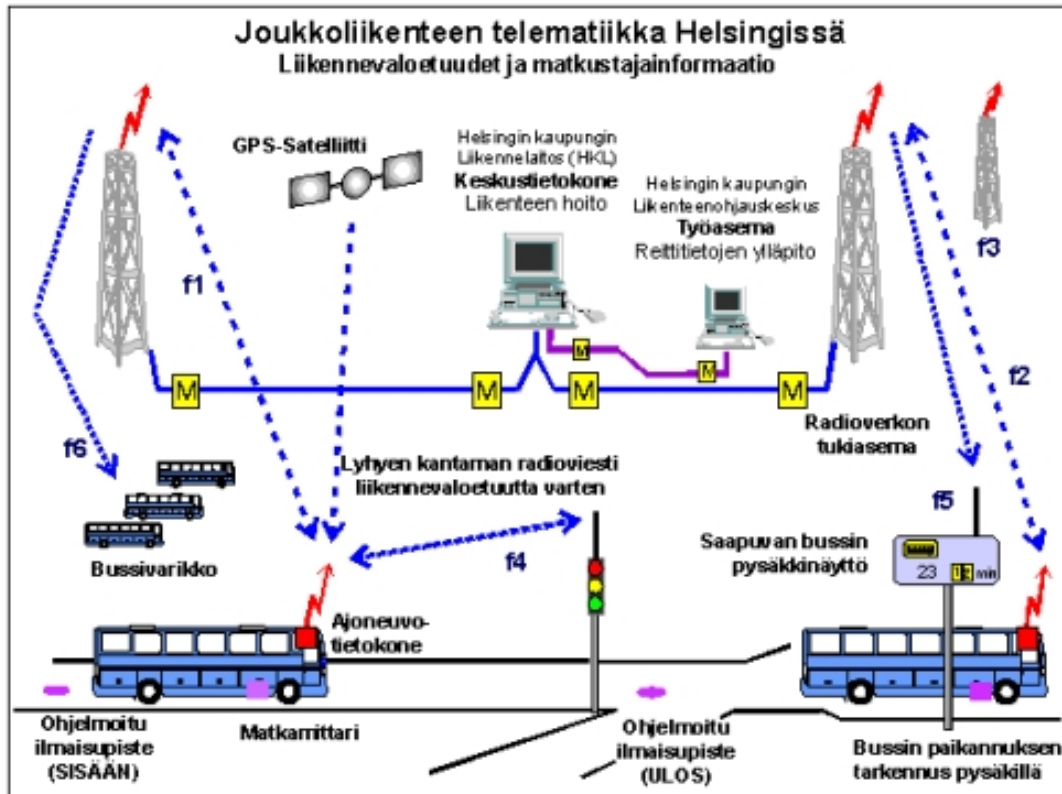 Joukkoliikenteen telematiikka Helsingissä
Liikennevaloetuudet ja matkustajainformaatio
GPS-Satelliitti
Helsingin kaupungin
Liikennelaitos (HKL)
Keskustietokone
Liikenteen hoito
Helsingin kaupungin
Liikenteenohjauskeskus
Työasema
Reittitietojen ylläpito
f1
f3
f2
M
M
M
M
M
M
Radioverkon
tukiasema
f6
Lyhyen kantaman radioviesti
liikennevaloetuutta varten
f4
f5
Bussivarikko
Saapuvan bussin
pysäkkinäyttö
23
12 min
Ajoneuvo-
tietokone
Ohjelmoitu
ilmaisupiste
(SISÄÄN)
Matkamittari
Ohjelmoitu
ilmaisupiste
(ULOS)
Bussin paikannuksen
tarkennus pysäkillä